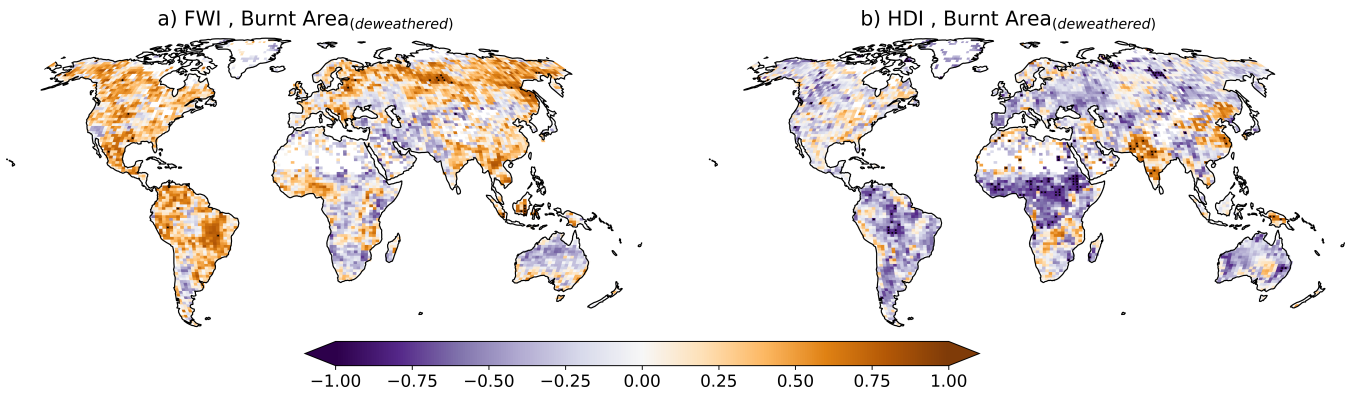 a) FWI , Burnt Area(deweathered)
b) HDI , Burnt Area(deweathered)
−1.00 −0.75 −0.50 −0.25 0.00 0.25 0.50 0.75 1.00